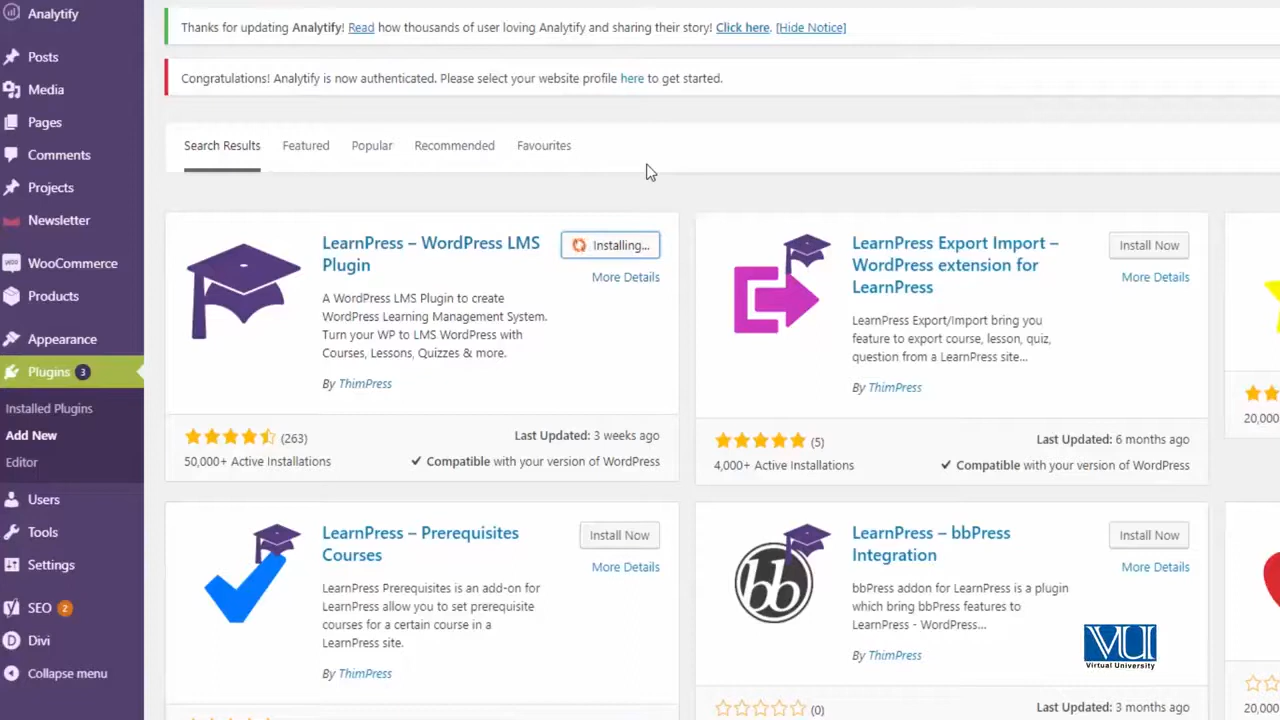 Analytify
Posts
Media
Pages
Comments
Projects
Newsletter
WooCommerce
Products
Appearance
Plugins 3
Installed Plugins
Add New
Editor
Users
Tools
Settings
SEO 2
Divi
Collapse menu
Thanks for updating Analytify! Read how thousands of user loving Analytify and sharing their story! Click here. [Hide Notice]
Congratulations! Analytify is now authenticated. Please select your website profile here to get started.
Search Results Featured Popular Recommended Favourites
LearnPress – WordPress LMS
Plugin
Installing...
More Details
A WordPress LMS Plugin to create
WordPress Learning Management System.
Turn your WP to LMS WordPress with
Courses, Lessons, Quizzes & more.
By ThimPress
(263)
Last Updated: 3 weeks ago
50,000+ Active Installations
Compatible with your version of WordPress
LearnPress Export Import –
WordPress extension for
LearnPress
Install Now
More Details
LearnPress Export/Import bring you
feature to export course, lesson, quiz,
question from a LearnPress site...
By ThimPress
(5)
Last Updated: 6 months ago
4,000+ Active Installations
Compatible with your version of WordPress
20,000
LearnPress – Prerequisites
Courses
Install Now
More Details
LearnPress Prerequisites is an add-on for
LearnPress allow you to set prerequisite
courses for a certain course in a
LearnPress site.
By ThimPress
LearnPress – bbPress
Integration
Install Now
More Details
bb
bbPress addon for LearnPress is a plugin
which bring bbPress features to
LearnPress - WordPress...
By ThimPress
(0)
Last Updated: 3 months ago
20,000
VU
Virtual University